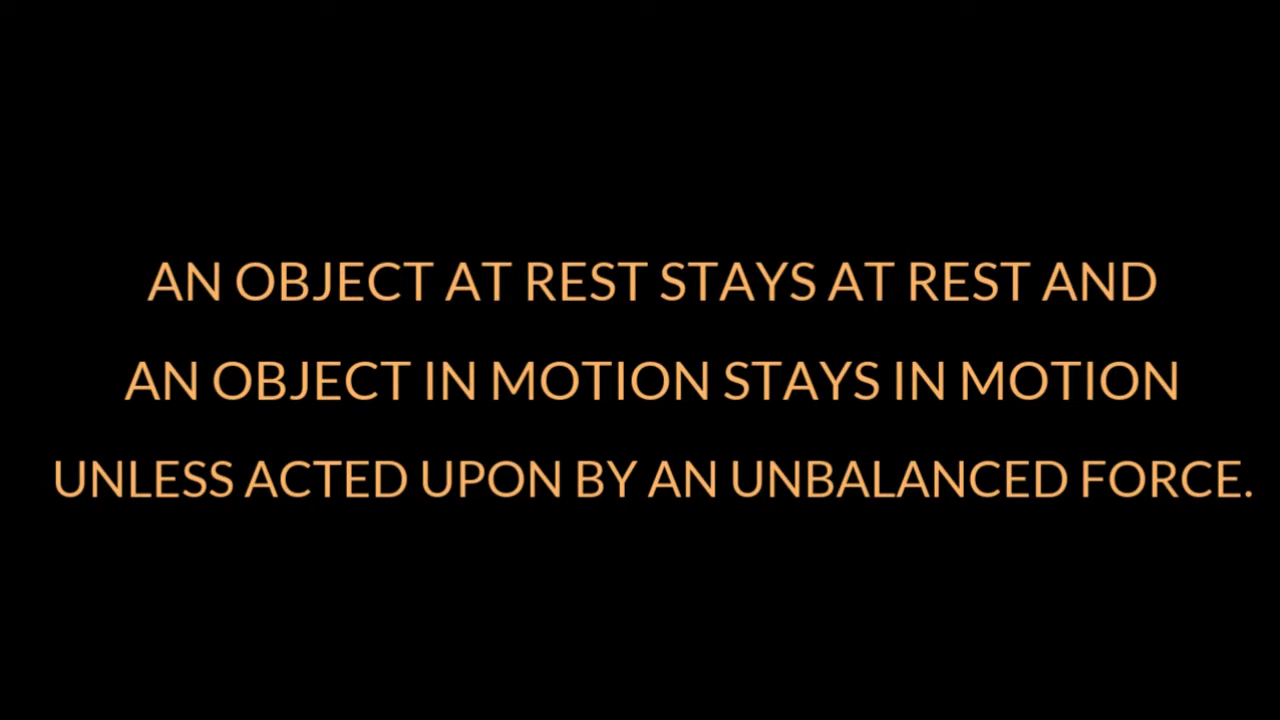 AN OBJECT AT REST STAYS AT REST AND
AN OBJECT IN MOTION STAYS IN MOTION
UNLESS ACTED UPON BY AN UNBALANCED FORCE.